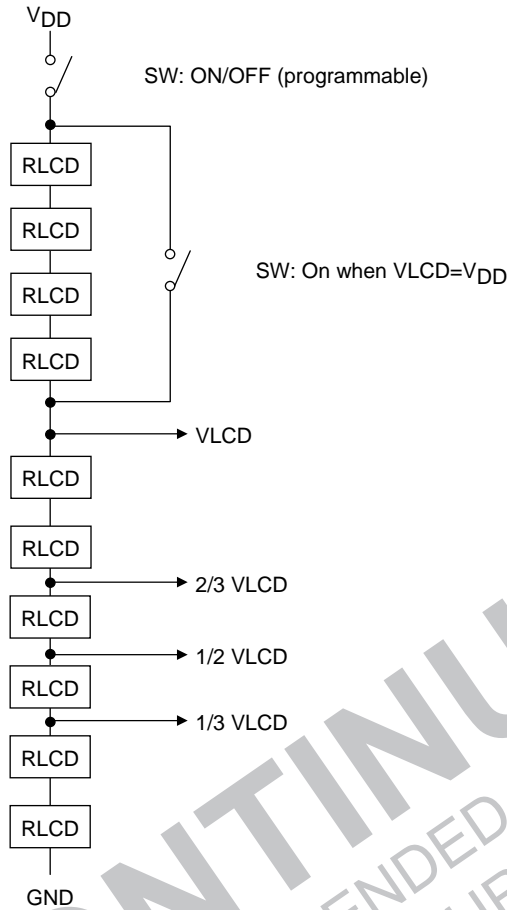 VDD
SW: ON/OFF (programmable)
RLCD
RLCD
RLCD
SW: On when VLCD=VDD
RLCD
VLCD
RLCD
RLCD
2/3 VLCD
RLCD
1/2 VLCD
RLCD
1/3 VLCD
RLCD
RLCD
GND